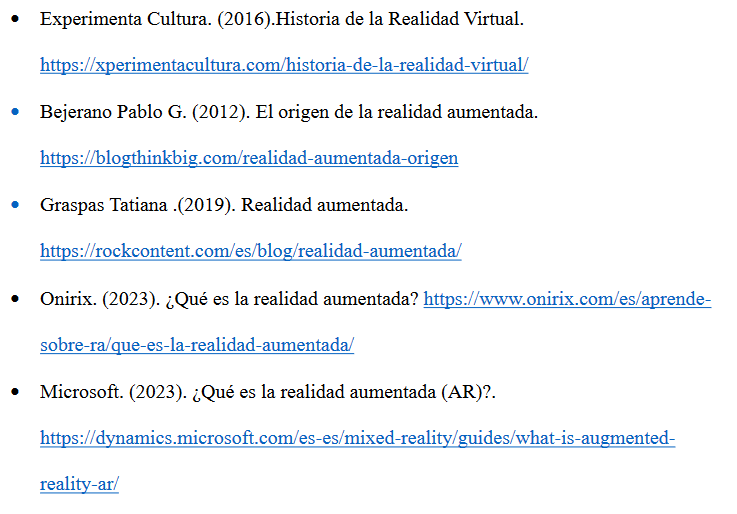 • Experimenta Cultura. (2016).Historia de la Realidad Virtual.
https://xperimentacultura.com/historia-de-la-realidad-virtual/
• Bejerano Pablo G. (2012). El origen de la realidad aumentada.
https://blogthinkbig.com/realidad-aumentada-origen
• Graspas Tatiana .(2019). Realidad aumentada.
https://rockcontent.com/es/blog/realidad-aumentada/
• Onirix. (2023). ¿Qué es la realidad aumentada? https://www.onirix.com/es/aprende-
sobre-ra/que-es-la-realidad-aumentada/
• Microsoft. (2023). ¿Qué es la realidad aumentada (AR)?.
https://dynamics.microsoft.com/es-es/mixed-reality/guides/what-is-augmented-
reality-ar/